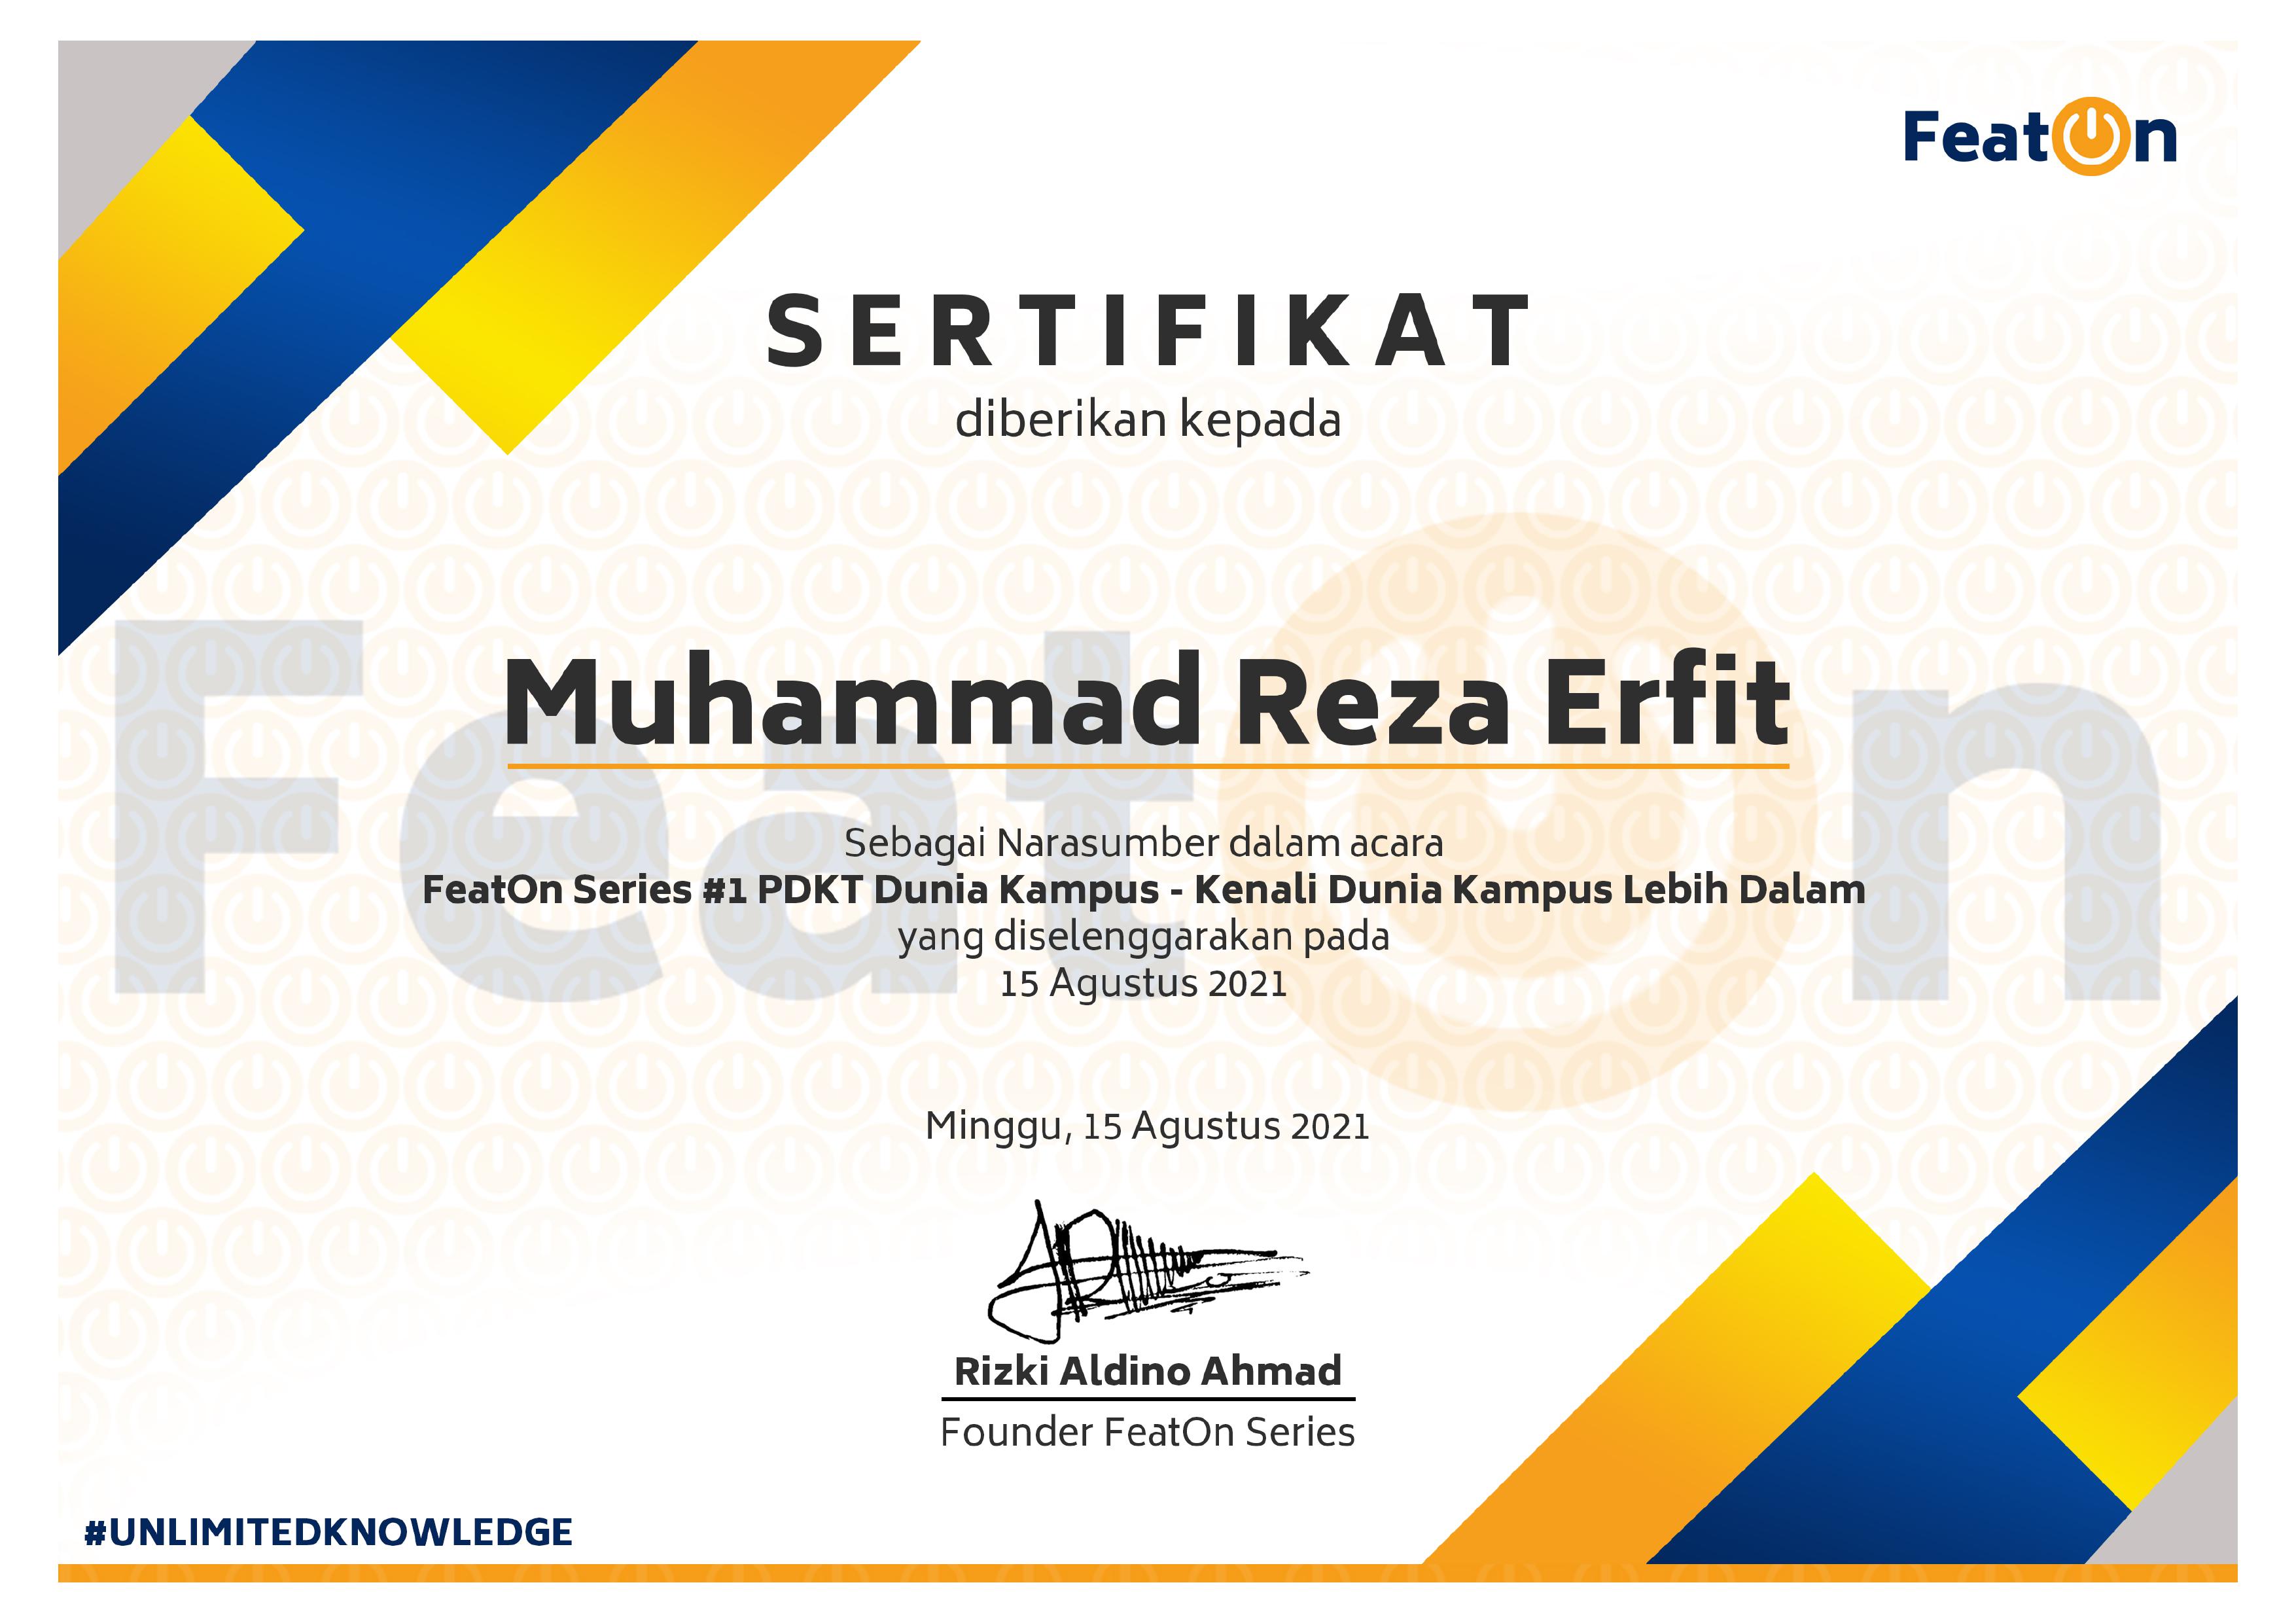 FeatOn
SERTIFIKAT
diberikan kepada
Muhammad Reza Erfit
Sebagai Narasumber dalam acara
FeatOn Series #1 PDKT Dunia Kampus - Kenali Dunia Kampus Lebih Dalam
yang diselenggarakan pada
15 Agustus 2021
Minggu, 15 Agustus 2021
Rizki Aldino Ahmad
Founder FeatOn Series
#UNLIMITEDKNOWLEDGE
FeatOn